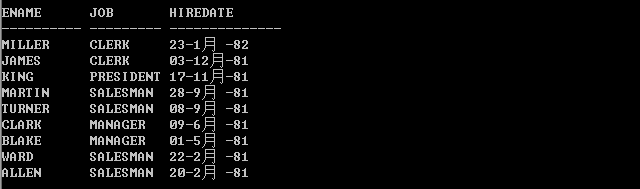 ENAME      JOB       HIREDATE
---------- --------- --------------
MILLER     CLERK     23-1月 -82
JAMES      CLERK     03-12月-81
KING       PRESIDENT 17-11月-81
MARTIN     SALESMAN  28-9月 -81
TURNER     SALESMAN  08-9月 -81
CLARK      MANAGER   09-6月 -81
BLAKE      MANAGER   01-5月 -81
WARD       SALESMAN  22-2月 -81
ALLEN      SALESMAN  20-2月 -81